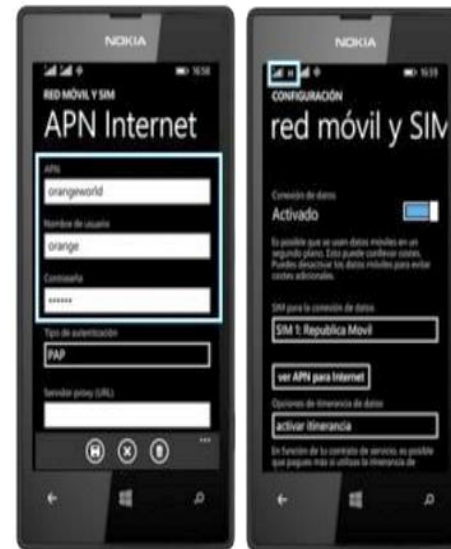 NOKIA
16:58
RED MÓVIL Y SIM
APN Internet
APN
orangeworld
Nombre de usuario
orange
Contraseña
••••••
Tipo de autenticación
PAP
Servidor proxy (URL)
NOKIA
H
16:59
CONFIGURACIÓN
red móvil y SIM
Conexión de datos
Activado
Es posible que se usen datos móviles en un
segundo plano. Esto puede conllevar costes.
Puedes desactivar los datos móviles para evitar
costes adicionales.
SIM para la conexión de datos
SIM 1: Republica Movil
ver APN para Internet
Opciones de itinerancia de datos
activar itinerancia
En función de tu contrato de servicio, es posible
que pagues más si utilizas la itinerancia de